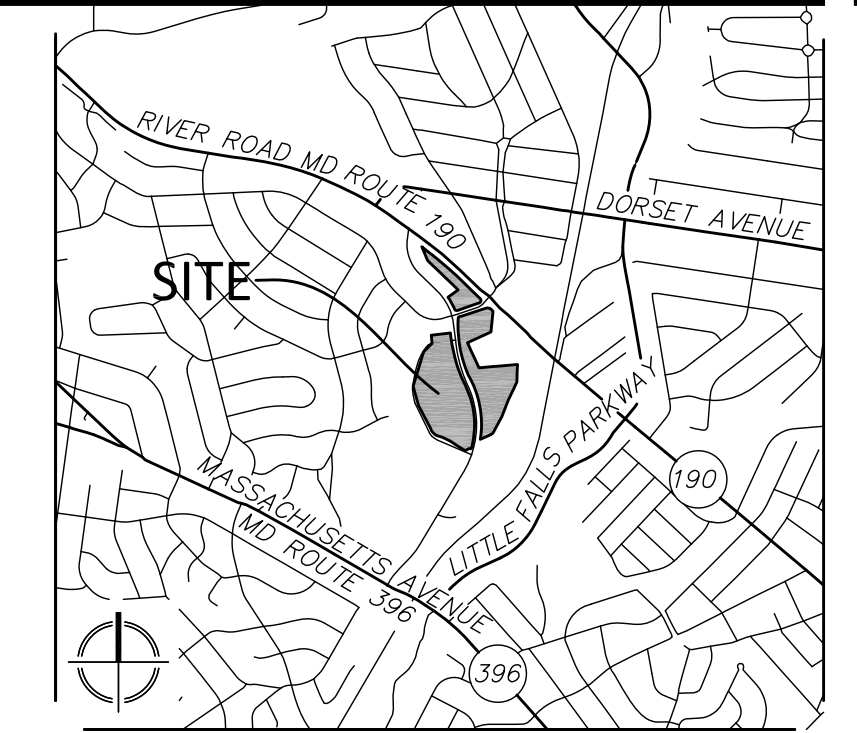 RIVER ROAD MD ROUTE 190
DORSET AVENUE
SITE
LITTLE FALLS PARKWAY
190
MASSACHUSETTS AVENUE
MD ROUTE 396
396